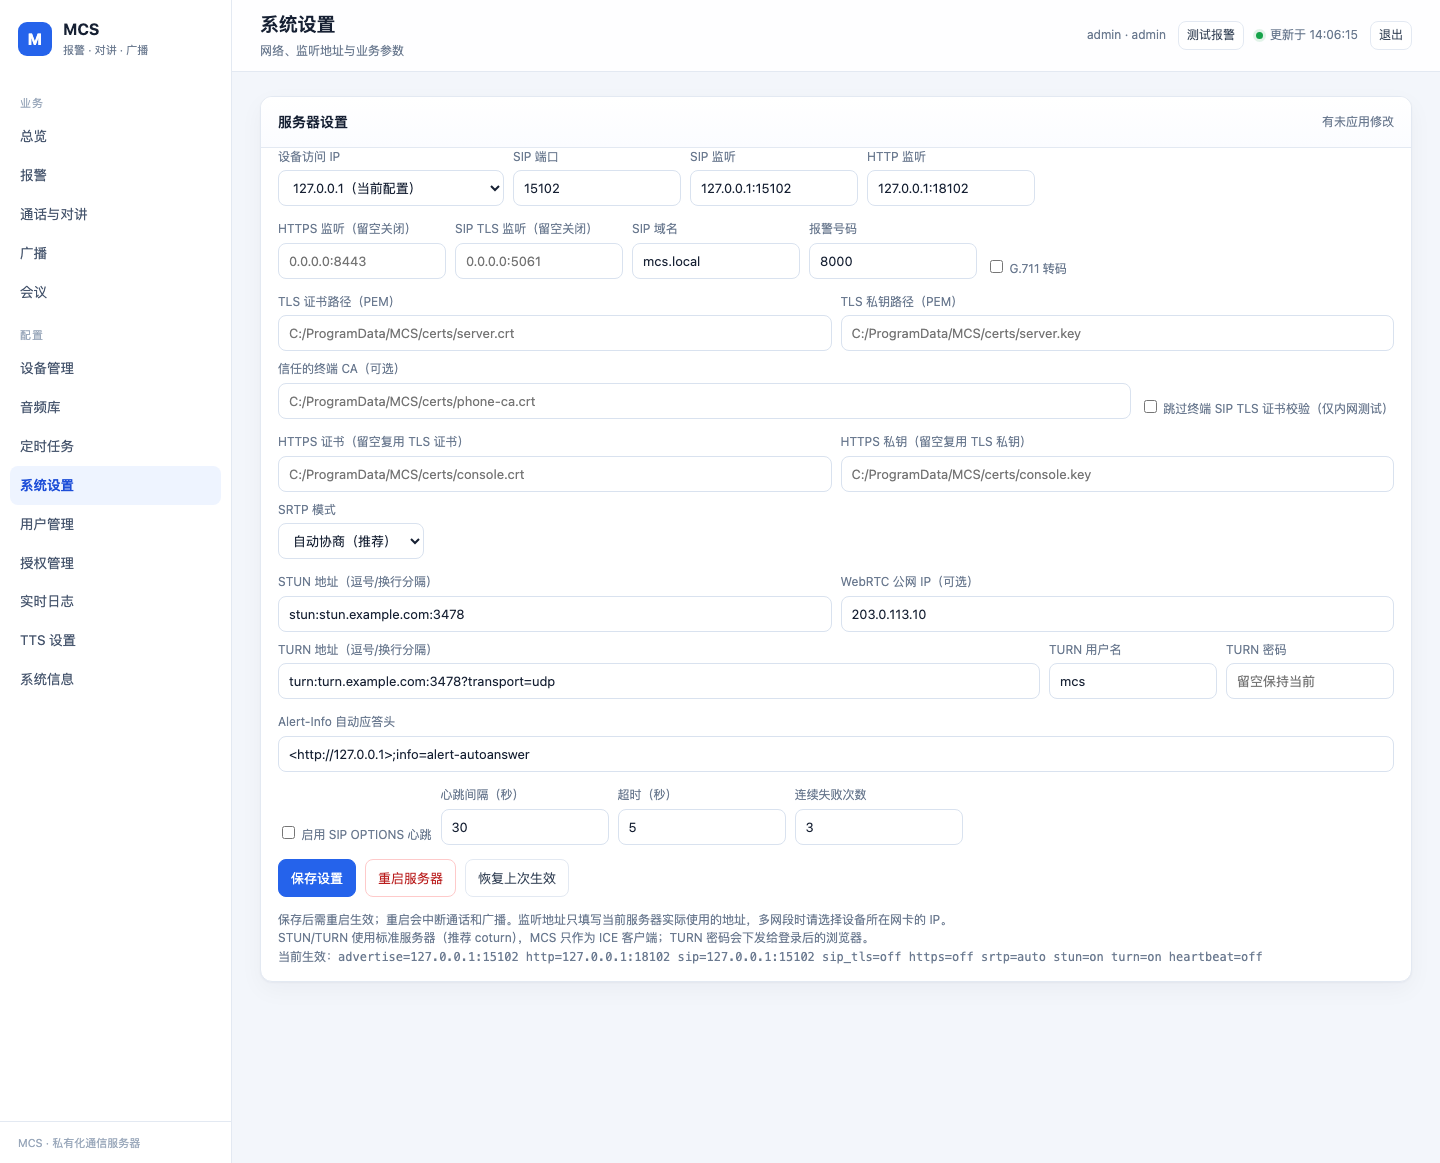 M
MCS
报警 · 对讲 · 广播
业务
总览
报警
通话与对讲
广播
会议
配置
设备管理
音频库
定时任务
系统设置
用户管理
授权管理
实时日志
TTS 设置
系统信息
MCS · 私有化通信服务器
系统设置
网络、监听地址与业务参数
admin · admin
测试报警
更新于 14:06:15
退出
服务器设置
有未应用修改
设备访问 IP SIP 端口 SIP 监听 HTTP 监听
127.0.0.1（当前配置） 15102 127.0.0.1:15102 127.0.0.1:18102
HTTPS 监听（留空关闭） SIP TLS 监听（留空关闭） SIP 域名 报警号码
0.0.0.0:8443 0.0.0.0:5061 mcs.local 8000 G.711 转码
TLS 证书路径（PEM） TLS 私钥路径（PEM）
C:/ProgramData/MCS/certs/server.crt C:/ProgramData/MCS/certs/server.key
信任的终端 CA（可选）
C:/ProgramData/MCS/certs/phone-ca.crt 跳过终端 SIP TLS 证书校验（仅内网测试）
HTTPS 证书（留空复用 TLS 证书） HTTPS 私钥（留空复用 TLS 私钥）
C:/ProgramData/MCS/certs/console.crt C:/ProgramData/MCS/certs/console.key
SRTP 模式
自动协商（推荐）
STUN 地址（逗号/换行分隔） WebRTC 公网 IP（可选）
stun:stun.example.com:3478 203.0.113.10
TURN 地址（逗号/换行分隔） TURN 用户名 TURN 密码
turn:turn.example.com:3478?transport=udp mcs 留空保持当前
Alert-Info 自动应答头
<http://127.0.0.1>;info=alert-autoanswer
心跳间隔（秒） 超时（秒） 连续失败次数
启用 SIP OPTIONS 心跳 30 5 3
保存设置 重启服务器 恢复上次生效
保存后需重启生效；重启会中断通话和广播。监听地址只填写当前服务器实际使用的地址，多网段时请选择设备所在网卡的 IP。
STUN/TURN 使用标准服务器（推荐 coturn），MCS 只作为 ICE 客户端；TURN 密码会下发给登录后的浏览器。
当前生效：advertise=127.0.0.1:15102 http=127.0.0.1:18102 sip=127.0.0.1:15102 sip_tls=off https=off srtp=auto stun=on turn=on heartbeat=off